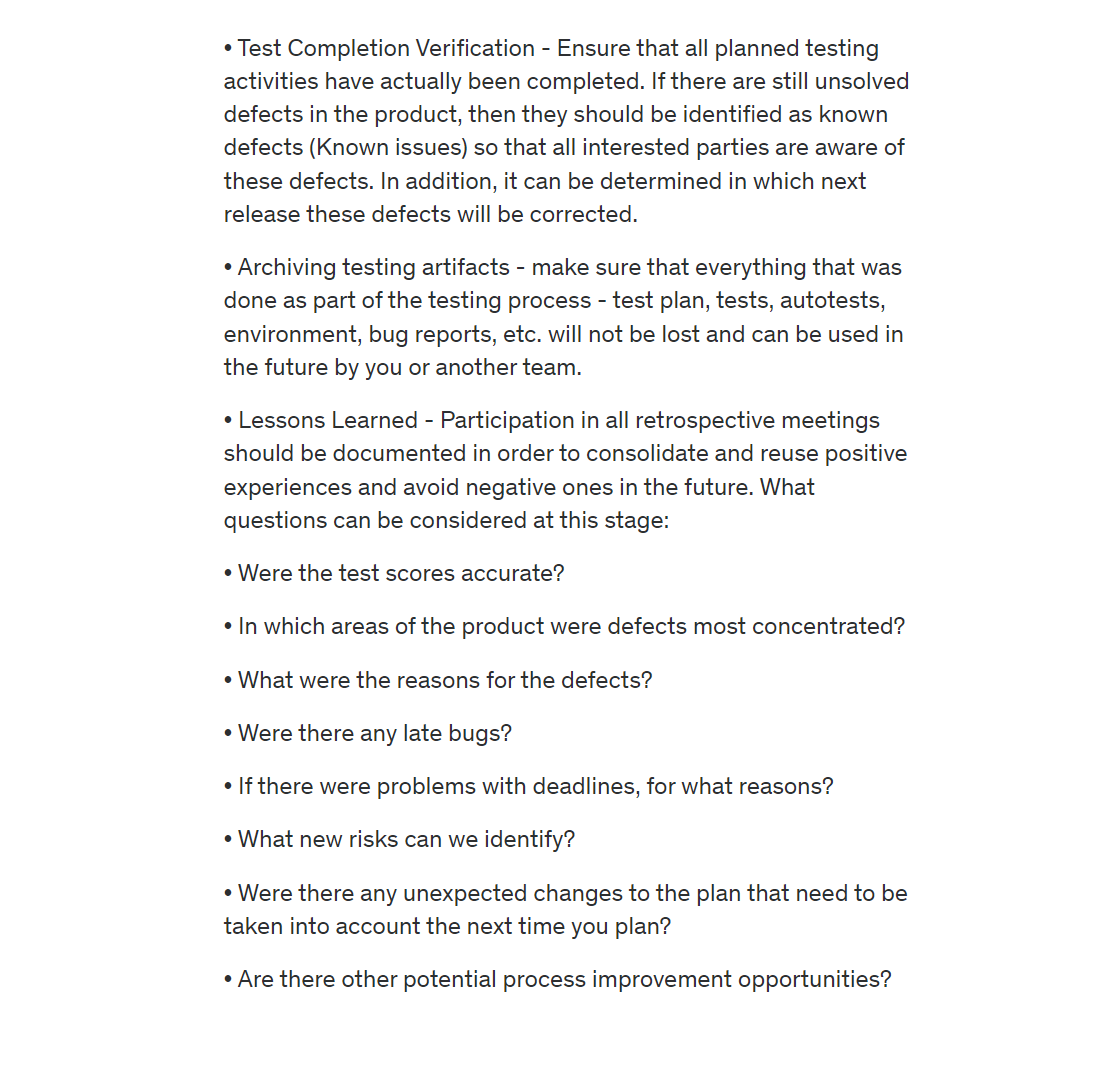 • Test Completion Verification - Ensure that all planned testing
activities have actually been completed. If there are still unsolved
defects in the product, then they should be identified as known
defects (Known issues) so that all interested parties are aware of
these defects. In addition, it can be determined in which next
release these defects will be corrected.
• Archiving testing artifacts - make sure that everything that was
done as part of the testing process - test plan, tests, autotests,
environment, bug reports, etc. will not be lost and can be used in
the future by you or another team.
• Lessons Learned - Participation in all retrospective meetings
should be documented in order to consolidate and reuse positive
experiences and avoid negative ones in the future. What
questions can be considered at this stage:
• Were the test scores accurate?
• In which areas of the product were defects most concentrated?
• What were the reasons for the defects?
• Were there any late bugs?
• If there were problems with deadlines, for what reasons?
• What new risks can we identify?
• Were there any unexpected changes to the plan that need to be
taken into account the next time you plan?
• Are there other potential process improvement opportunities?